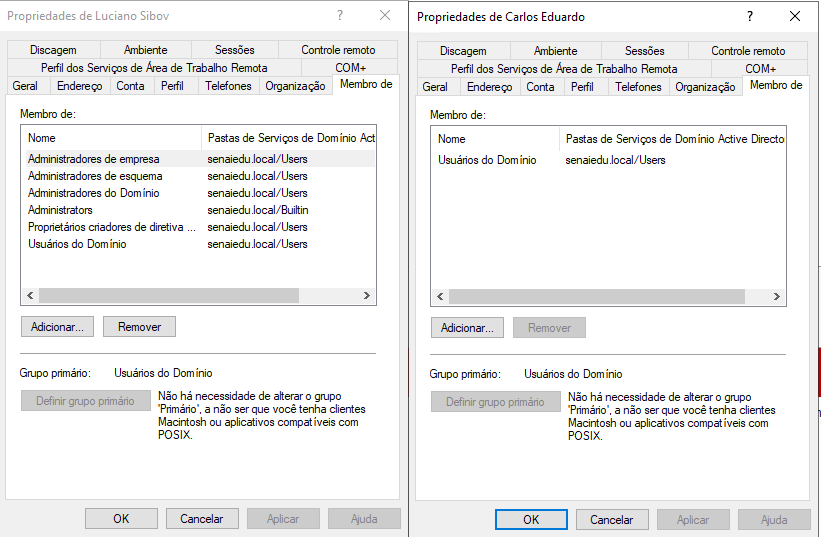 Propriedades de Luciano Sibov
?
Discagem
Ambiente
Sessões
Controle remoto
Perfil dos Serviços de Área de Trabalho Remota
COM+
Geral
Endereço
Conta
Perfil
Telefones
Organização
Membro de
Membro de:
Nome
Pastas de Serviços de Domínio Act
Administradores de empresa
senaiedu.local/Users
Administradores de esquema
senaiedu.local/Users
Administradores do Domínio
senaiedu.local/Users
Administrators
senaiedu.local/Builtin
Proprietários criadores de diretiva ...
senaiedu.local/Users
Usuários do Domínio
senaiedu.local/Users
Adicionar...
Remover
Grupo primário:
Usuários do Domínio
Definir grupo primário
Não há necessidade de alterar o grupo
'Primário', a não ser que você tenha clientes
Macintosh ou aplicativos compatíveis com
POSIX.
OK
Cancelar
Aplicar
Ajuda
Propriedades de Carlos Eduardo
?
Discagem
Ambiente
Sessões
Controle remoto
Perfil dos Serviços de Área de Trabalho Remota
COM+
Geral
Endereço
Conta
Perfil
Telefones
Organização
Membro de
Membro de:
Nome
Pastas de Serviços de Domínio Active Directo
Usuários do Domínio
senaiedu.local/Users
Adicionar...
Remover
Grupo primário:
Usuários do Domínio
Definir grupo primário
Não há necessidade de alterar o grupo
'Primário', a não ser que você tenha clientes
Macintosh ou aplicativos compatíveis com
POSIX.
OK
Cancelar
Aplicar
Ajuda